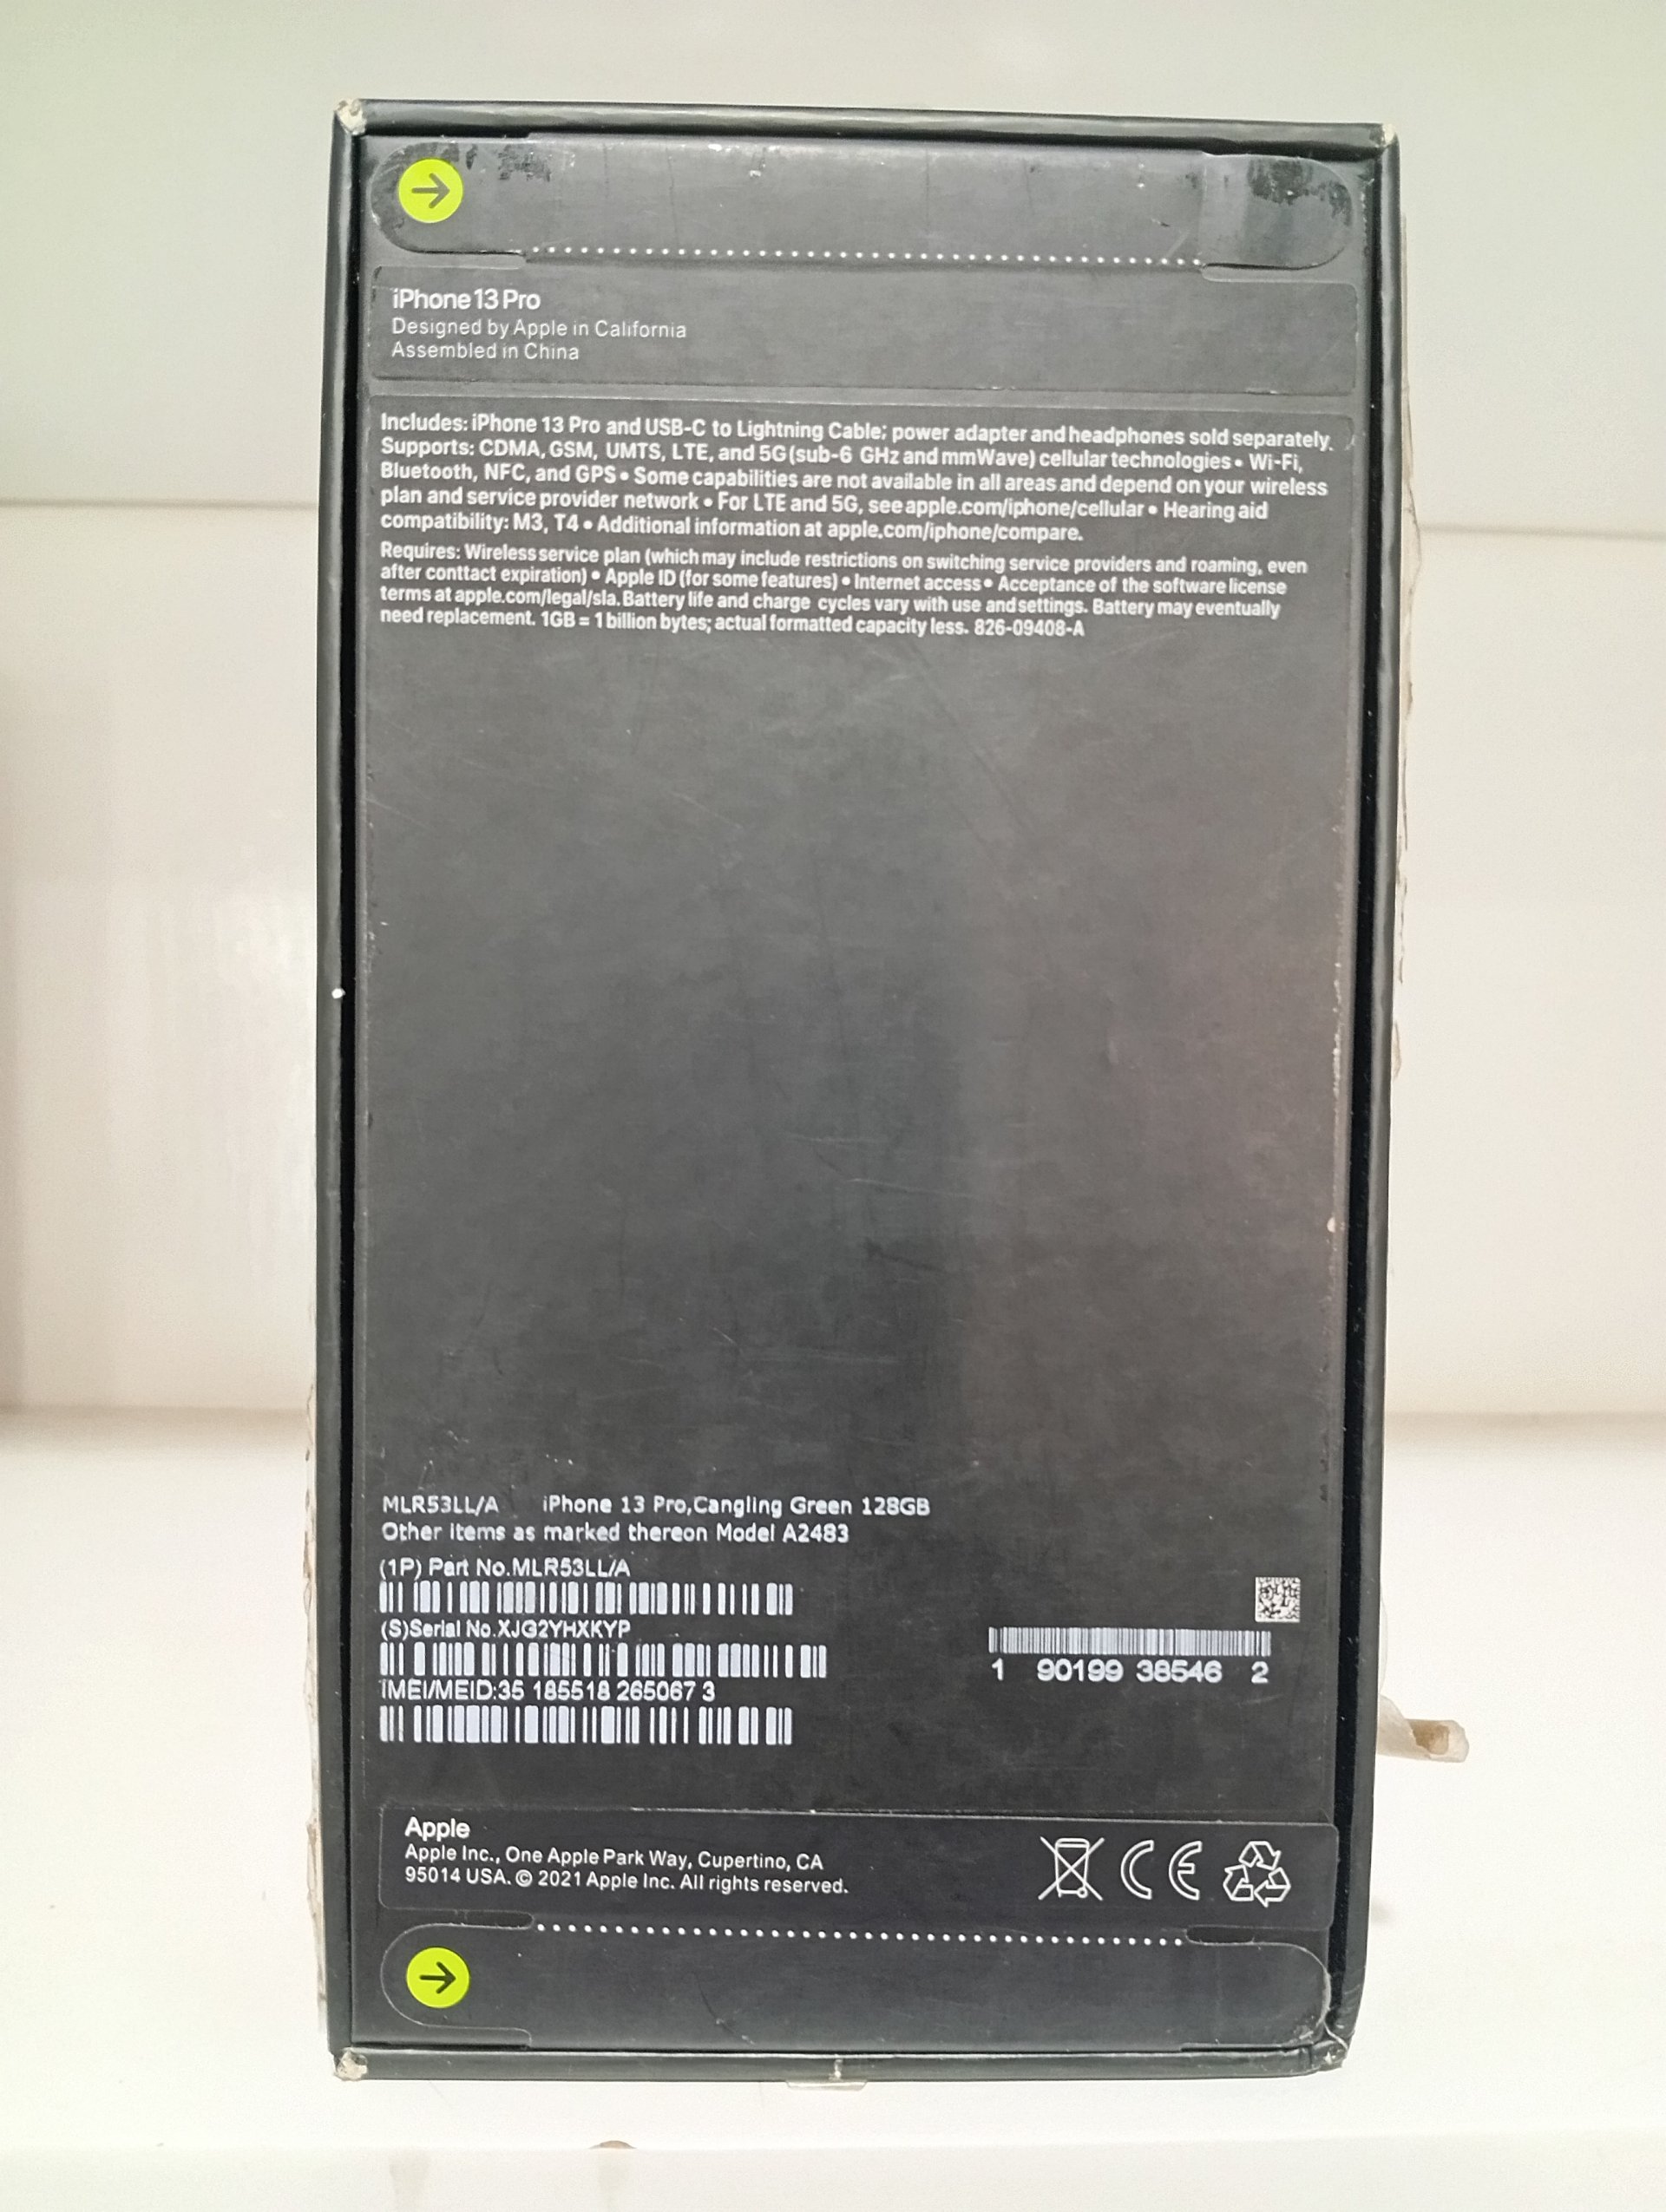 iPhone 13 Pro
Designed by Apple in California
Assembled in China
Includes: iPhone 13 Pro and USB-C to Lightning Cable; power adapter and headphones sold separately.
Supports: CDMA, GSM, UMTS, LTE, and 5G (sub-6 GHz and mmWave) cellular technologies • Wi-Fi,
Bluetooth, NFC, and GPS • Some capabilities are not available in all areas and depend on your wireless
plan and service provider network • For LTE and 5G, see apple.com/iphone/cellular • Hearing aid
compatibility: M3, T4 • Additional information at apple.com/iphone/compare.
Requires: Wireless service plan (which may include restrictions on switching service providers and roaming, even
after conttact expiration) • Apple ID (for some features) • Internet access • Acceptance of the software license
terms at apple.com/legal/sla. Battery life and charge cycles vary with use and settings. Battery may eventually
need replacement. 1GB = 1 billion bytes; actual formatted capacity less. 826-09408-A
MLR53LL/A iPhone 13 Pro,Cangling Green 128GB
Other items as marked thereon Model A2483
(1P) Part No.MLR53LL/A
(S)Serial No.XJG2YHXKYP
IMEI/MEID:35 185518 265067 3
1 90199 38546 2
Apple
Apple Inc., One Apple Park Way, Cupertino, CA
95014 USA. © 2021 Apple Inc. All rights reserved.
CE